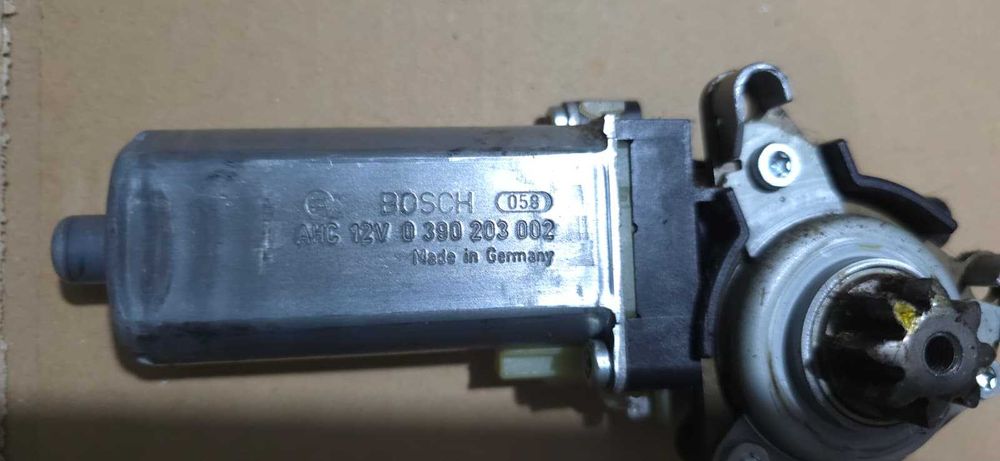 BOSCH 058
AHC 12V 0 390 203 002
Made in Germany